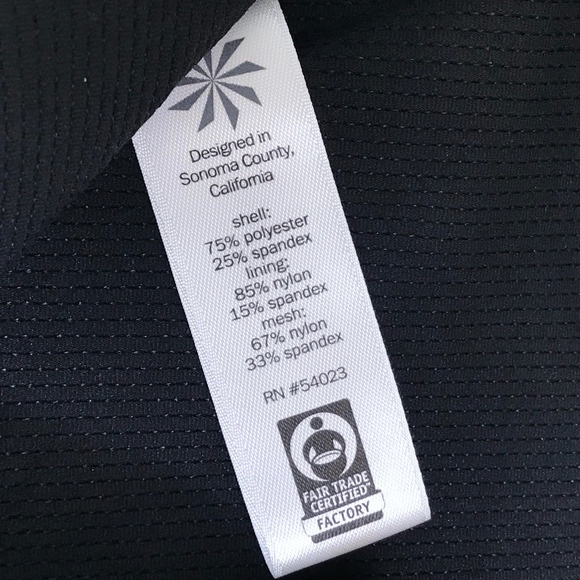 Designed in
Sonoma County,
California
shell:
75% polyester
25% spandex
lining:
85% nylon
15% spandex
mesh:
67% nylon
33% spandex
RN #54023
FAIR TRADE
CERTIFIED™
FACTORY